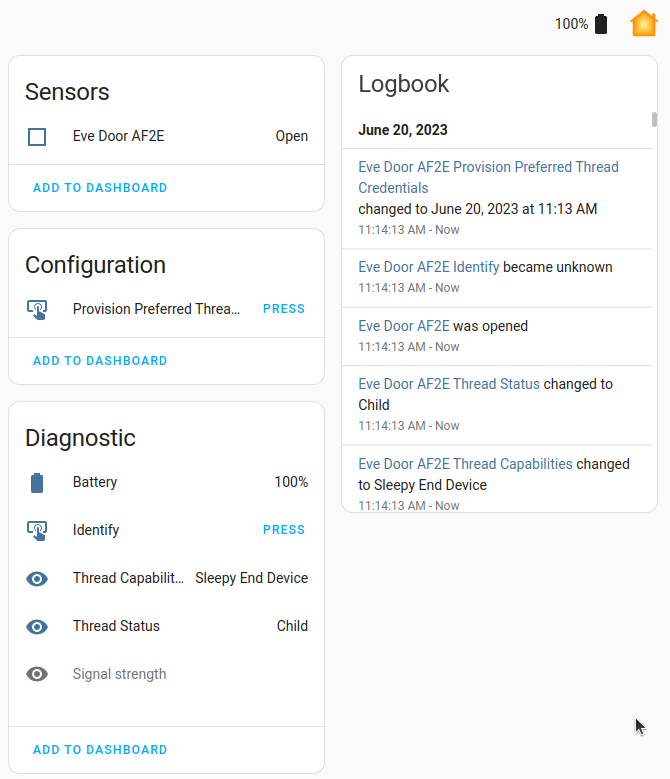 100%
Sensors
Eve Door AF2E Open
ADD TO DASHBOARD
Configuration
Provision Preferred Threa... PRESS
ADD TO DASHBOARD
Diagnostic
Battery 100%
Identify PRESS
Thread Capabilit... Sleepy End Device
Thread Status Child
Signal strength
ADD TO DASHBOARD
Logbook
June 20, 2023
Eve Door AF2E Provision Preferred Thread
Credentials
changed to June 20, 2023 at 11:13 AM
11:14:13 AM - Now
Eve Door AF2E Identify became unknown
11:14:13 AM - Now
Eve Door AF2E was opened
11:14:13 AM - Now
Eve Door AF2E Thread Status changed to
Child
11:14:13 AM - Now
Eve Door AF2E Thread Capabilities changed
to Sleepy End Device
11:14:13 AM - Now